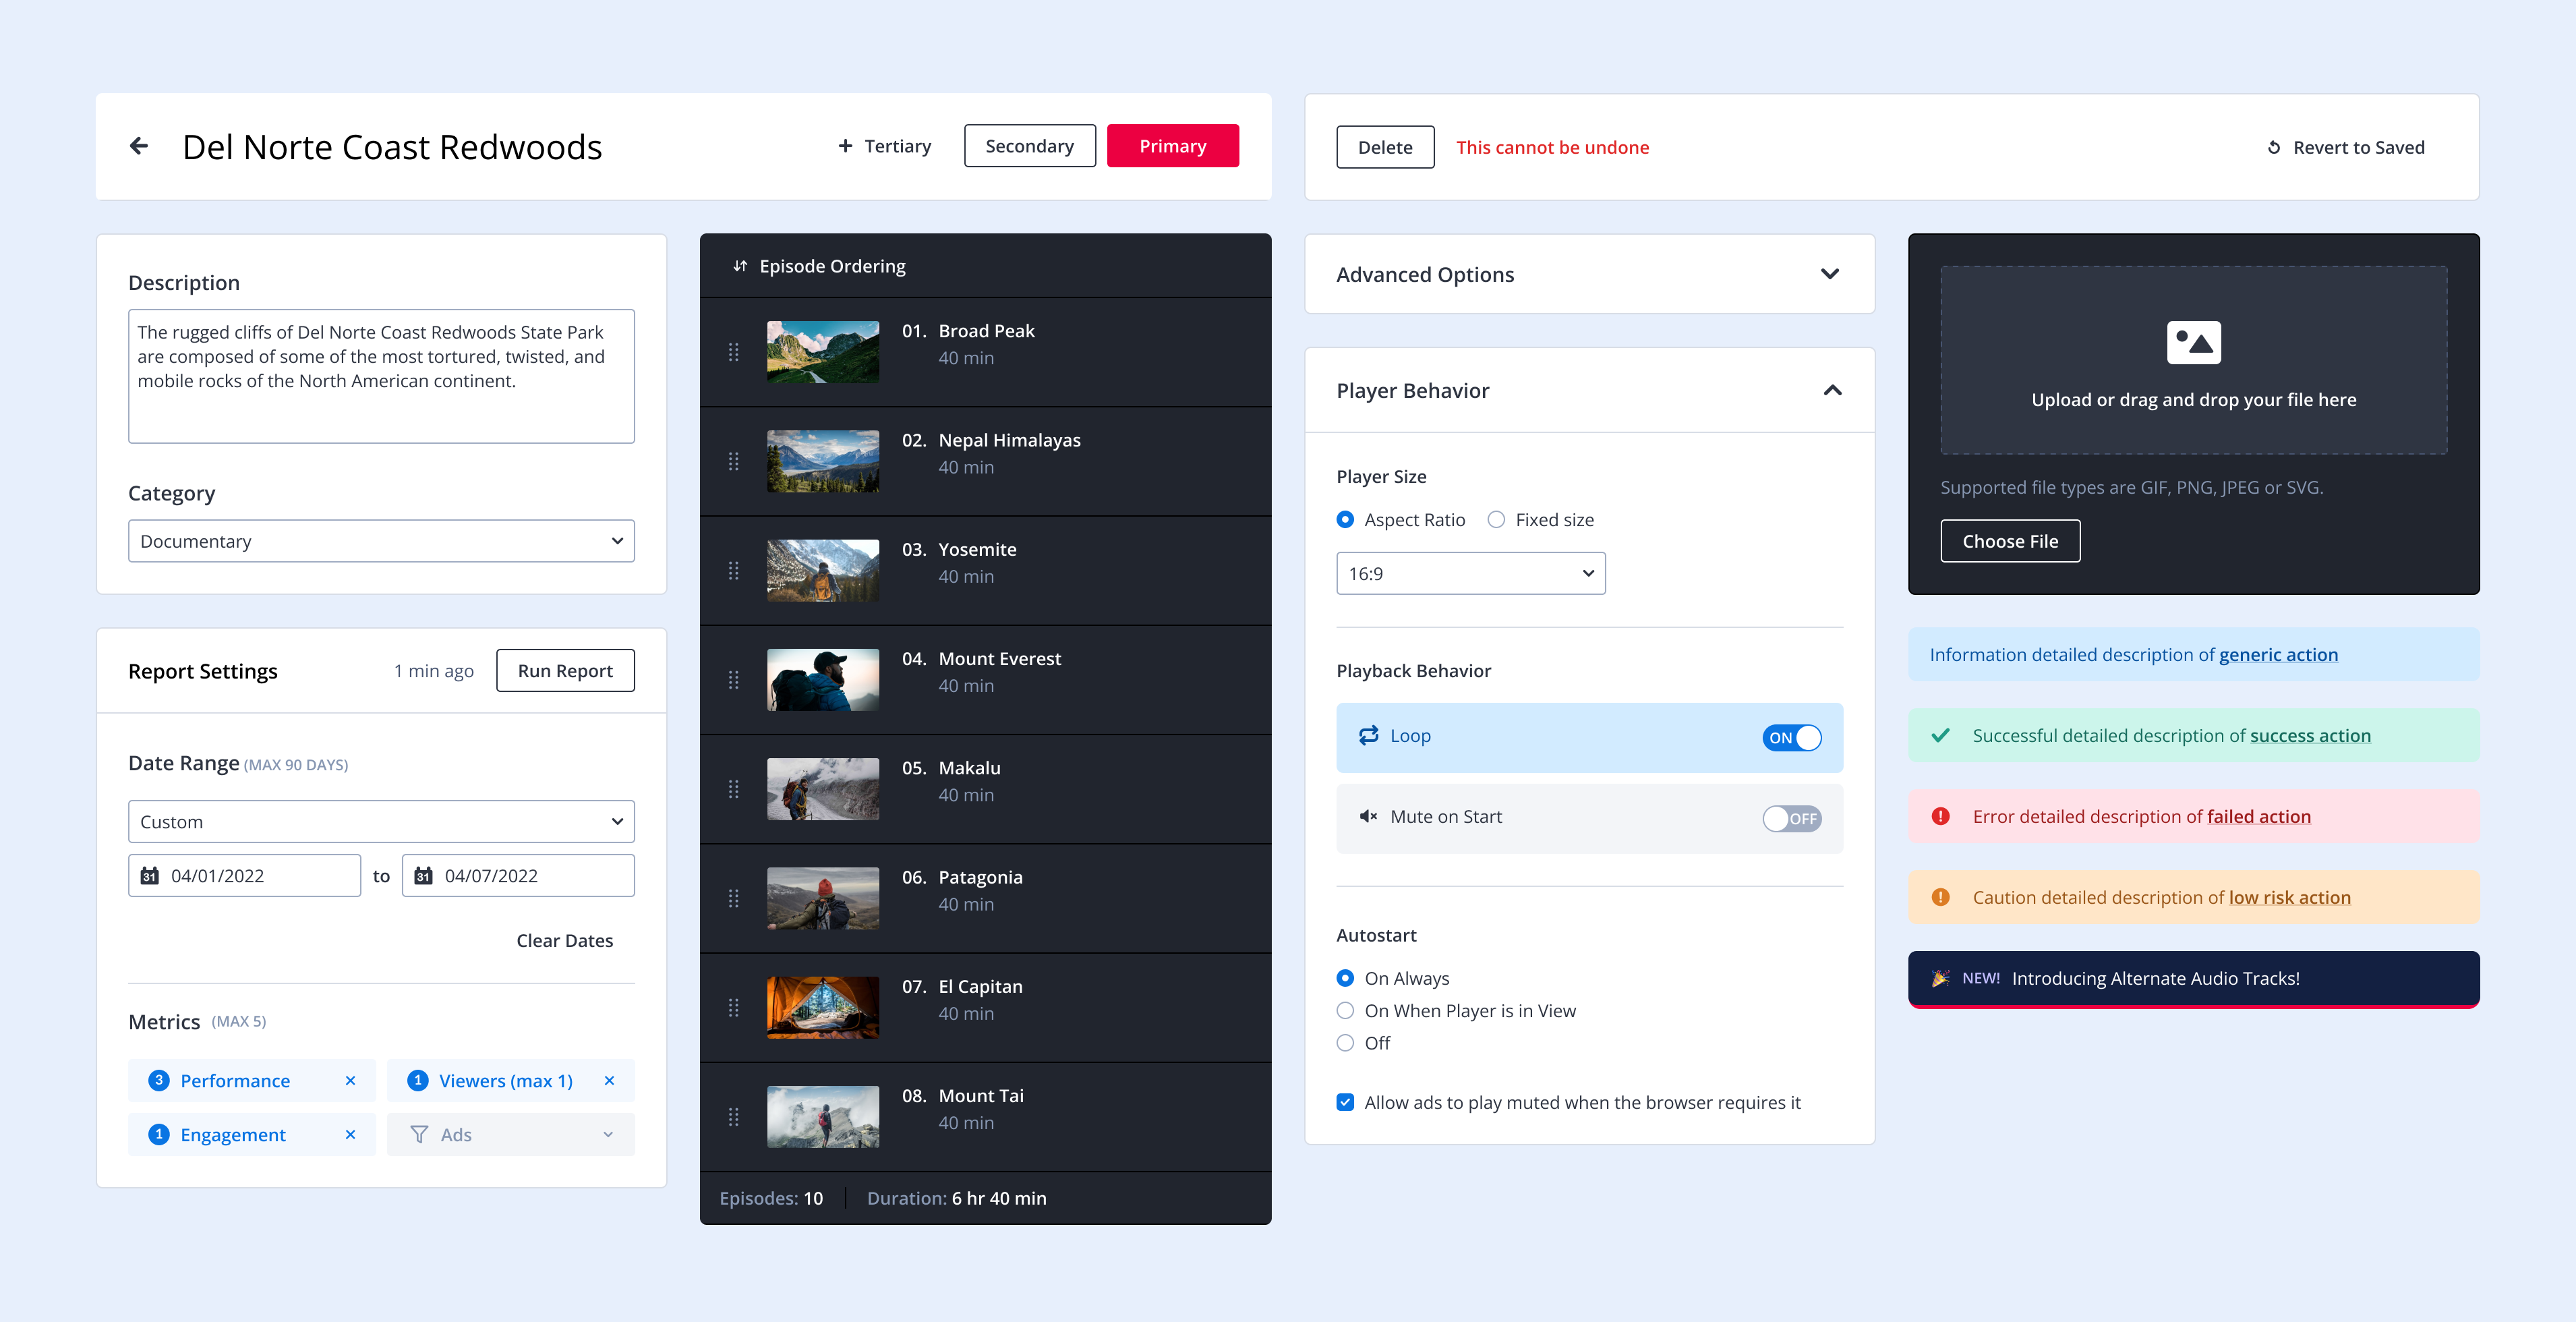 Del Norte Coast Redwoods
Tertiary
Secondary
Primary
Delete
This cannot be undone
Revert to Saved
Description
The rugged cliffs of Del Norte Coast Redwoods State Park
are composed of some of the most tortured, twisted, and
mobile rocks of the North American continent.
Category
Documentary
Report Settings
1 min ago
Run Report
Date Range (MAX 90 DAYS)
Custom
31 04/01/2022 to 31 04/07/2022
Clear Dates
Metrics (MAX 5)
3 Performance
1 Viewers (max 1)
1 Engagement
Ads
Episode Ordering
01. Broad Peak
40 min
02. Nepal Himalayas
40 min
03. Yosemite
40 min
04. Mount Everest
40 min
05. Makalu
40 min
06. Patagonia
40 min
07. El Capitan
40 min
08. Mount Tai
40 min
Episodes: 10
Duration: 6 hr 40 min
Advanced Options
Player Behavior
Player Size
Aspect Ratio
Fixed size
16:9
Playback Behavior
Loop
ON
Mute on Start
OFF
Autostart
On Always
On When Player is in View
Off
Allow ads to play muted when the browser requires it
Upload or drag and drop your file here
Supported file types are GIF, PNG, JPEG or SVG.
Choose File
Information detailed description of generic action
Successful detailed description of success action
Error detailed description of failed action
Caution detailed description of low risk action
NEW! Introducing Alternate Audio Tracks!